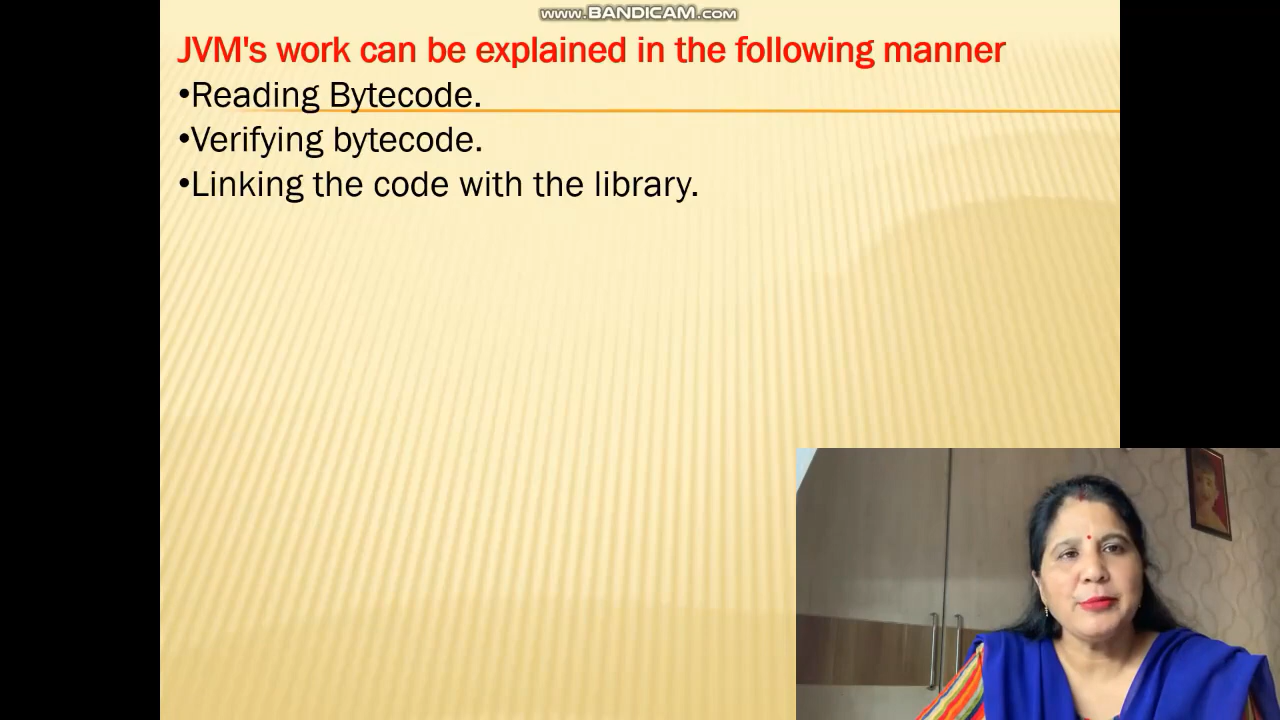 www.BANDICAM.com
JVM's work can be explained in the following manner
•Reading Bytecode.
•Verifying bytecode.
•Linking the code with the library.